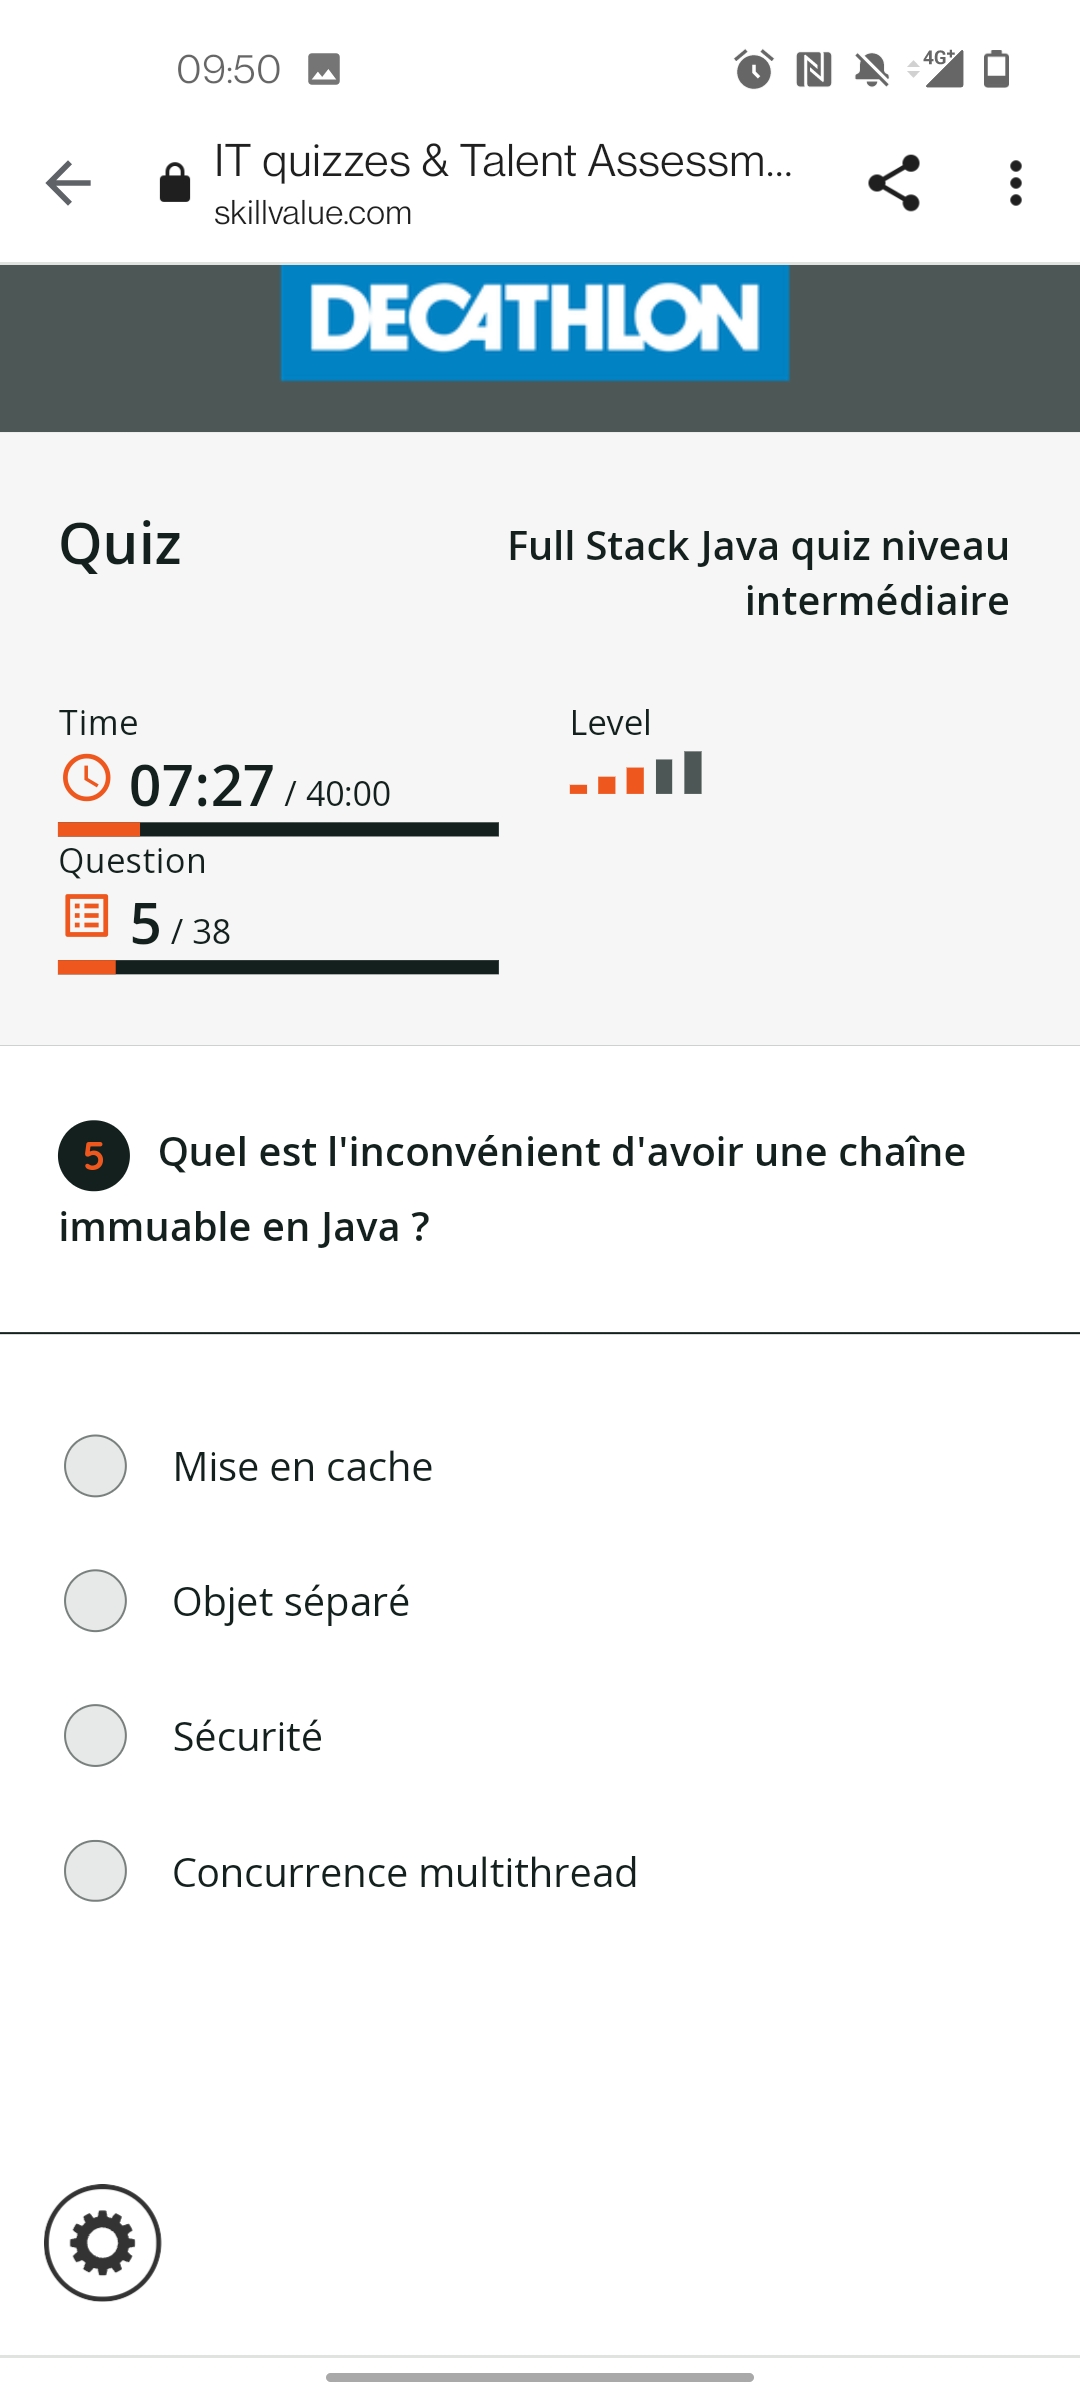 09:50
4G+
IT quizzes & Talent Assessm...
skillvalue.com
DECATHLON
Quiz
Full Stack Java quiz niveau
intermédiaire
Time
07:27 / 40:00
Level
Question
5 / 38
5 Quel est l'inconvénient d'avoir une chaîne
immuable en Java ?
Mise en cache
Objet séparé
Sécurité
Concurrence multithread